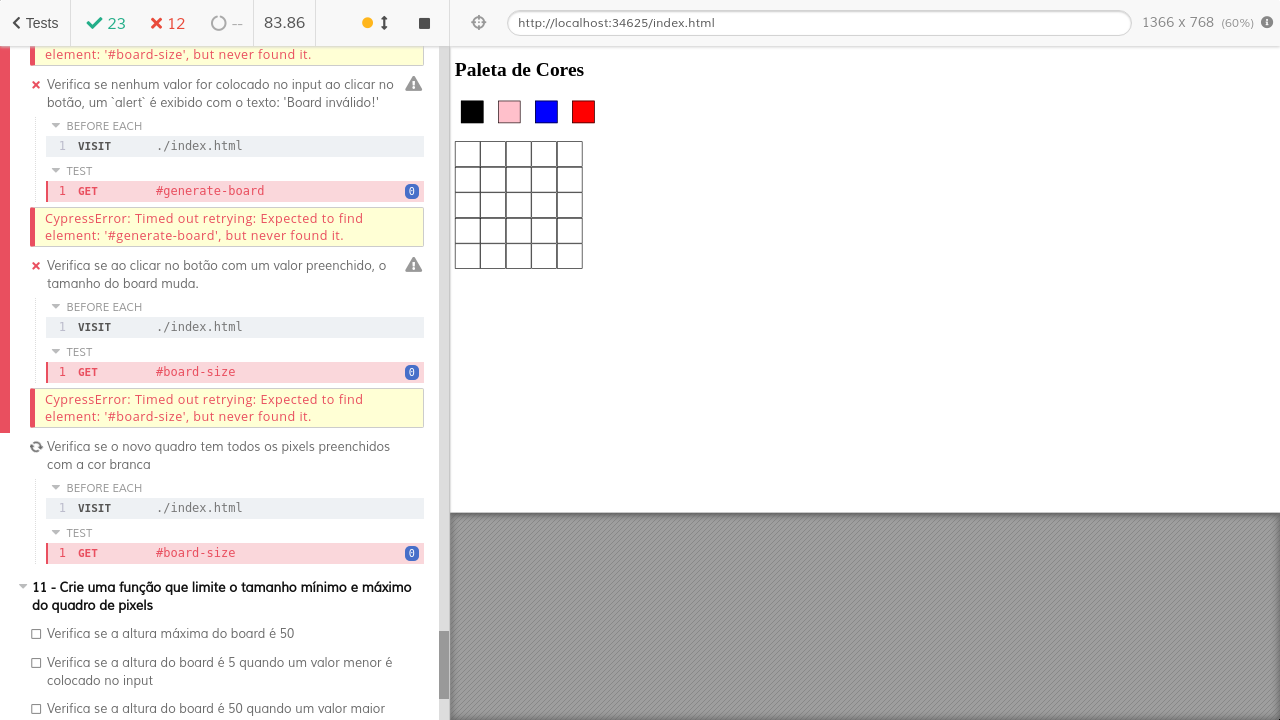 Tests 23 12 -- 83.86 http://localhost:34625/index.html 1366 x 768 (60%)
element: '#board-size', but never found it.
Verifica se nenhum valor for colocado no input ao clicar no
botão, um `alert` é exibido com o texto: 'Board inválido!'
BEFORE EACH
1 VISIT ./index.html
TEST
1 GET #generate-board 0
CypressError: Timed out retrying: Expected to find
element: '#generate-board', but never found it.
Verifica se ao clicar no botão com um valor preenchido, o
tamanho do board muda.
BEFORE EACH
1 VISIT ./index.html
TEST
1 GET #board-size 0
CypressError: Timed out retrying: Expected to find
element: '#board-size', but never found it.
Verifica se o novo quadro tem todos os pixels preenchidos
com a cor branca
BEFORE EACH
1 VISIT ./index.html
TEST
1 GET #board-size 0
11 - Crie uma função que limite o tamanho mínimo e máximo
do quadro de pixels
Verifica se a altura máxima do board é 50
Verifica se a altura do board é 5 quando um valor menor é
colocado no input
Verifica se a altura do board é 50 quando um valor maior
Paleta de Cores